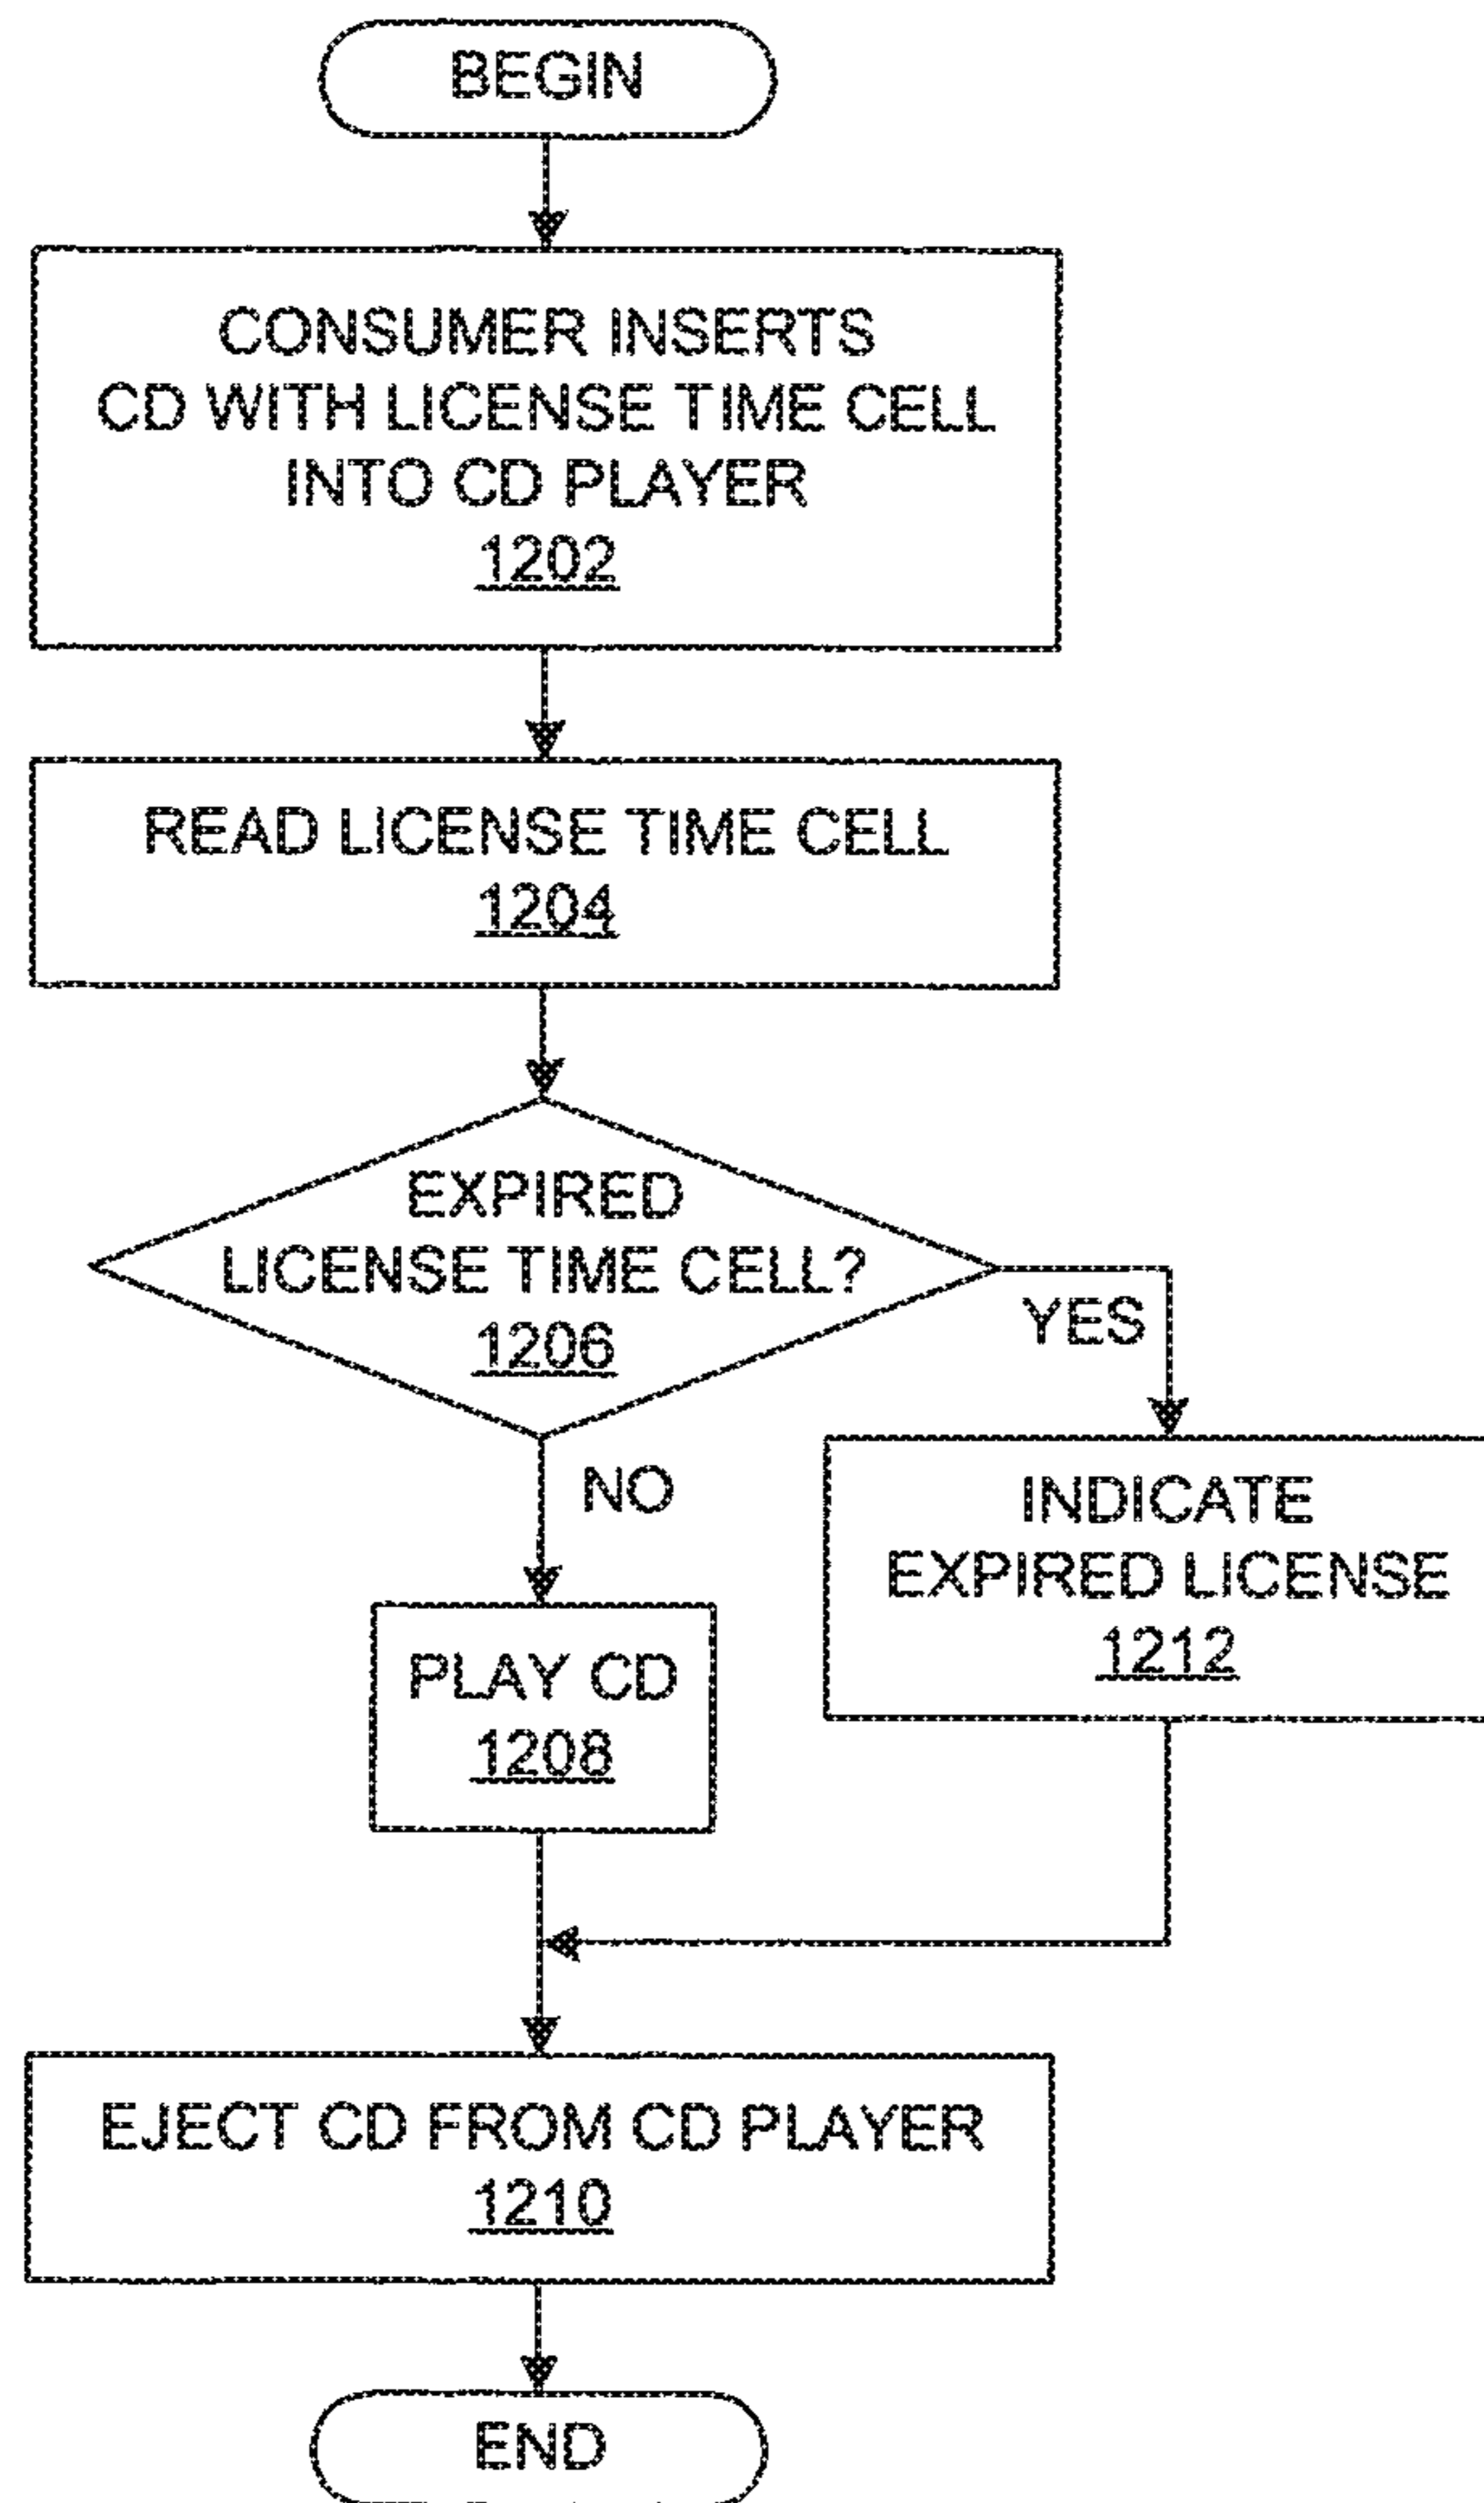 BEGIN
CONSUMER INSERTS
CD WITH LICENSE TIME CELL
INTO CD PLAYER
1202
READ LICENSE TIME CELL
1204
EXPIRED
LICENSE TIME CELL?
1206
YES
NO
INDICATE
EXPIRED LICENSE
1212
PLAY CD
1208
EJECT CD FROM CD PLAYER
1210
END